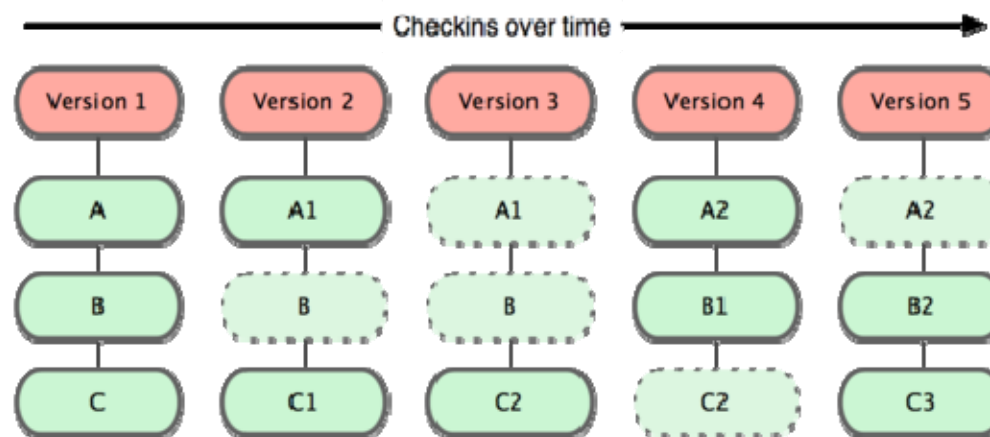 Checkins over time
Version 1 Version 2 Version 3 Version 4 Version 5
A A1 A1 A2 A2
B B B B1 B2
C C1 C2 C2 C3